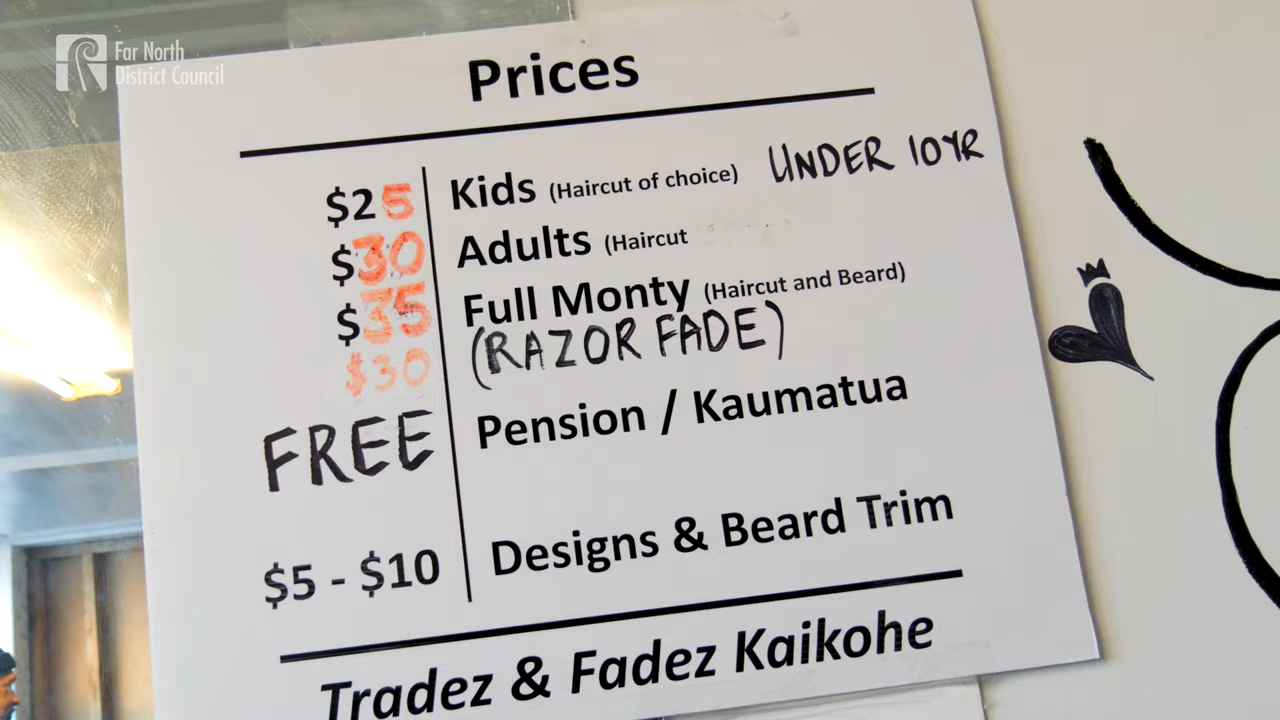 Far North
District Council
Prices
$25 Kids (Haircut of choice) UNDER 10YR
$30 Adults (Haircut
$35 Full Monty (Haircut and Beard)
$30 (RAZOR FADE)
FREE Pension / Kaumatua
$5 - $10 Designs & Beard Trim
Tradez & Fadez Kaikohe